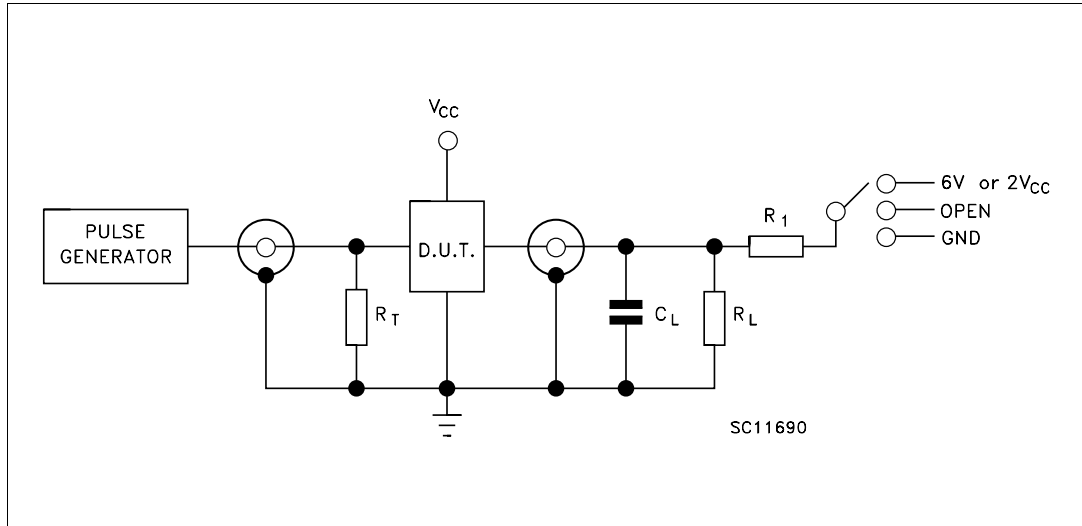 VCC
PULSE
GENERATOR
D.U.T.
RT
CL
RL
R1
6V or 2VCC
OPEN
GND
SC11690